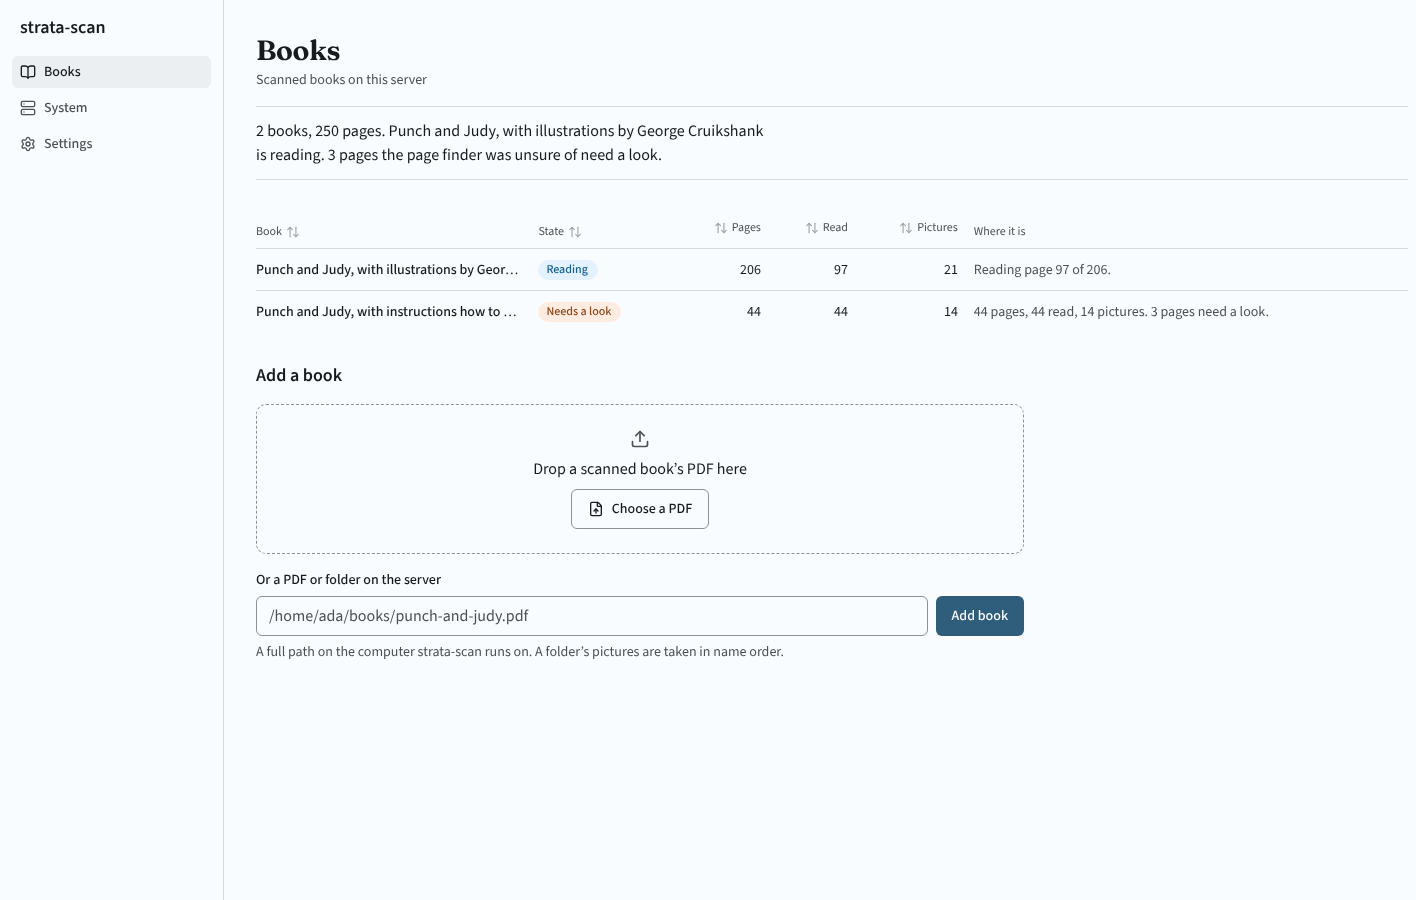 strata-scan
Books
System
Settings
Books
Scanned books on this server
2 books, 250 pages. Punch and Judy, with illustrations by George Cruikshank
is reading. 3 pages the page finder was unsure of need a look.
Book State Pages Read Pictures Where it is
Punch and Judy, with illustrations by Geor… Reading 206 97 21 Reading page 97 of 206.
Punch and Judy, with instructions how to … Needs a look 44 44 14 44 pages, 44 read, 14 pictures. 3 pages need a look.
Add a book
Drop a scanned book’s PDF here
Choose a PDF
Or a PDF or folder on the server
/home/ada/books/punch-and-judy.pdf Add book
A full path on the computer strata-scan runs on. A folder’s pictures are taken in name order.